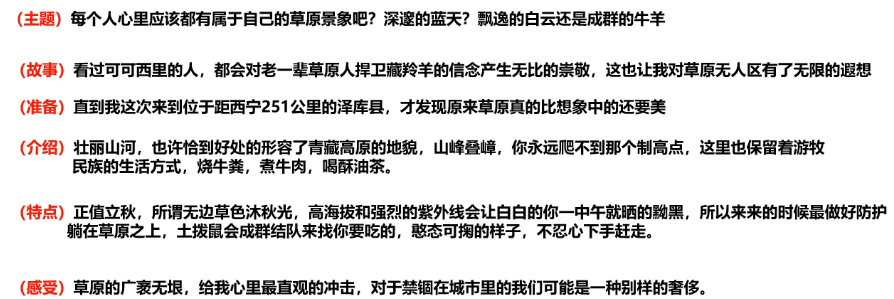 （主题）每个人心里应该都有属于自己的草原景象吧？深邃的蓝天？飘逸的白云还是成群的牛羊
（故事）看过可可西里的人，都会对老一辈草原人捍卫藏羚羊的信念产生无比的崇敬，这也让我对草原无人区有了无限的遐想
（准备）直到我这次来到位于距西宁251公里的泽库县，才发现原来草原真的比想象中的还要美
（介绍）壮丽山河，也许恰到好处的形容了青藏高原的地貌，山峰叠嶂，你永远爬不到那个制高点，这里也保留着游牧
民族的生活方式，烧牛粪，煮牛肉，喝酥油茶。
（特点）正值立秋，所谓无边草色沐秋光，高海拔和强烈的紫外线会让白白的你一中午就晒的黝黑，所以来来的时候最做好防护
躺在草原之上，土拨鼠会成群结队来找你要吃的，憨态可掬的样子，不忍心下手赶走。
（感受）草原的广袤无垠，给我心里最直观的冲击，对于禁锢在城市里的我们可能是一种别样的奢侈。